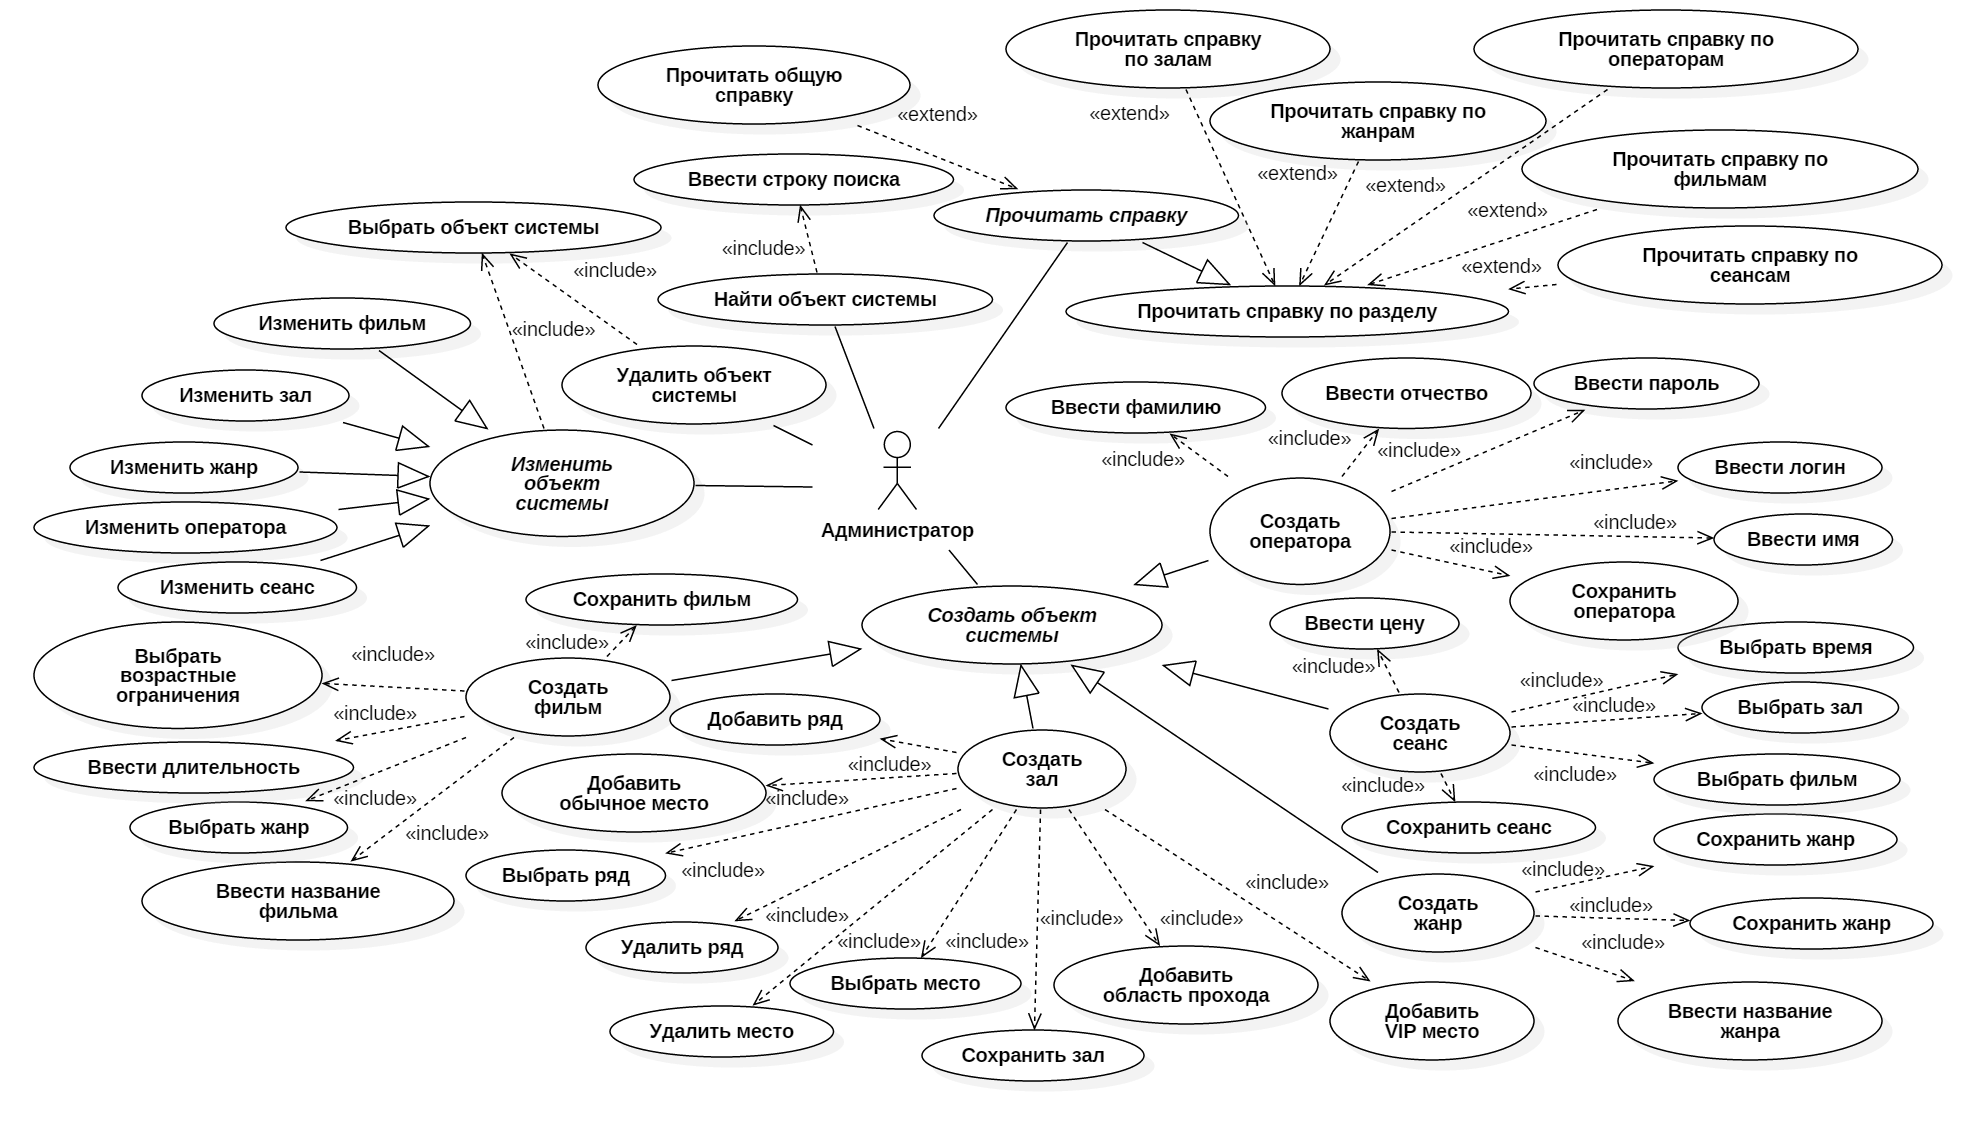 Прочитать справку
по залам
Прочитать справку по
операторам
Прочитать общую
справку
«extend»
«extend»
Прочитать справку по
жанрам
Прочитать справку по
фильмам
«extend»
«extend»
Ввести строку поиска
Прочитать справку
«extend»
Выбрать объект системы
«include»
«include»
Прочитать справку по
сеансам
«extend»
Найти объект системы
Прочитать справку по разделу
Изменить фильм
«include»
Удалить объект
системы
Изменить зал
Ввести фамилию
Ввести отчество
Ввести пароль
«include»
«include»
«include»
«include»
Ввести логин
Изменить жанр
Изменить
объект
системы
Изменить оператора
Администратор
Создать
оператора
«include»
Ввести имя
«include»
Изменить сеанс
Сохранить фильм
Сохранить
оператора
Создать объект
системы
Ввести цену
Выбрать время
«include»
Выбрать
возрастные
ограничения
«include»
«include»
«include»
Создать
фильм
«include»
Выбрать зал
«include»
Добавить ряд
Создать
сеанс
Ввести длительность
«include»
Создать
зал
«include»
Выбрать фильм
Добавить
обычное место
«include»
«include»
«include»
Выбрать жанр
Сохранить сеанс
Сохранить жанр
«include»
Выбрать ряд
«include»
«include»
«include»
Ввести название
фильма
Создать
жанр
«include»
Сохранить жанр
«include»
«include»
«include»
«include»
«include»
«include»
Удалить ряд
Выбрать место
Добавить
область прохода
Удалить место
Сохранить зал
Добавить
VIP место
Ввести название
жанра